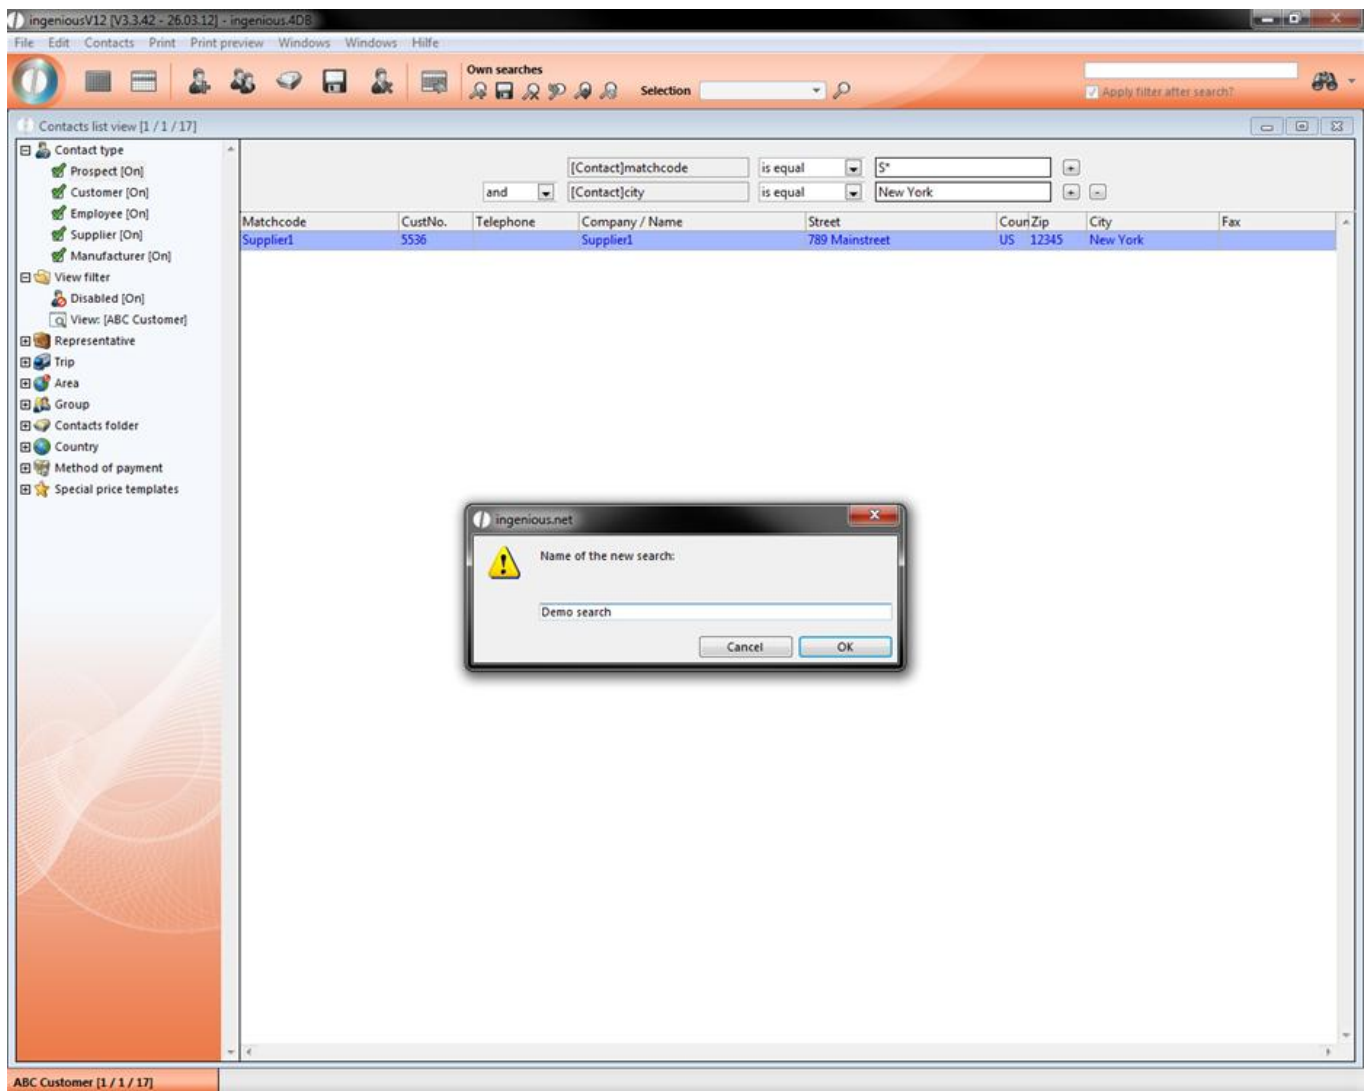 ingeniousV12 [V3.3.42 - 26.03.12] - ingenious.4DB
File Edit Contacts Print Print preview Windows Windows Hilfe
Own searches
Selection
Apply filter after search?
Contacts list view [1 / 1 / 17]
Contact type
Prospect [On]
Customer [On]
Employee [On]
Supplier [On]
Manufacturer [On]
View filter
Disabled [On]
View: [ABC Customer]
Representative
Trip
Area
Group
Contacts folder
Country
Method of payment
Special price templates
[Contact]matchcode is equal S*
and [Contact]city is equal New York
Matchcode CustNo. Telephone Company / Name Street Coun Zip City Fax
Supplier1 5536 Supplier1 789 Mainstreet US 12345 New York
ingenious.net
Name of the new search:
Demo search
Cancel OK
ABC Customer [1 / 1 / 17]